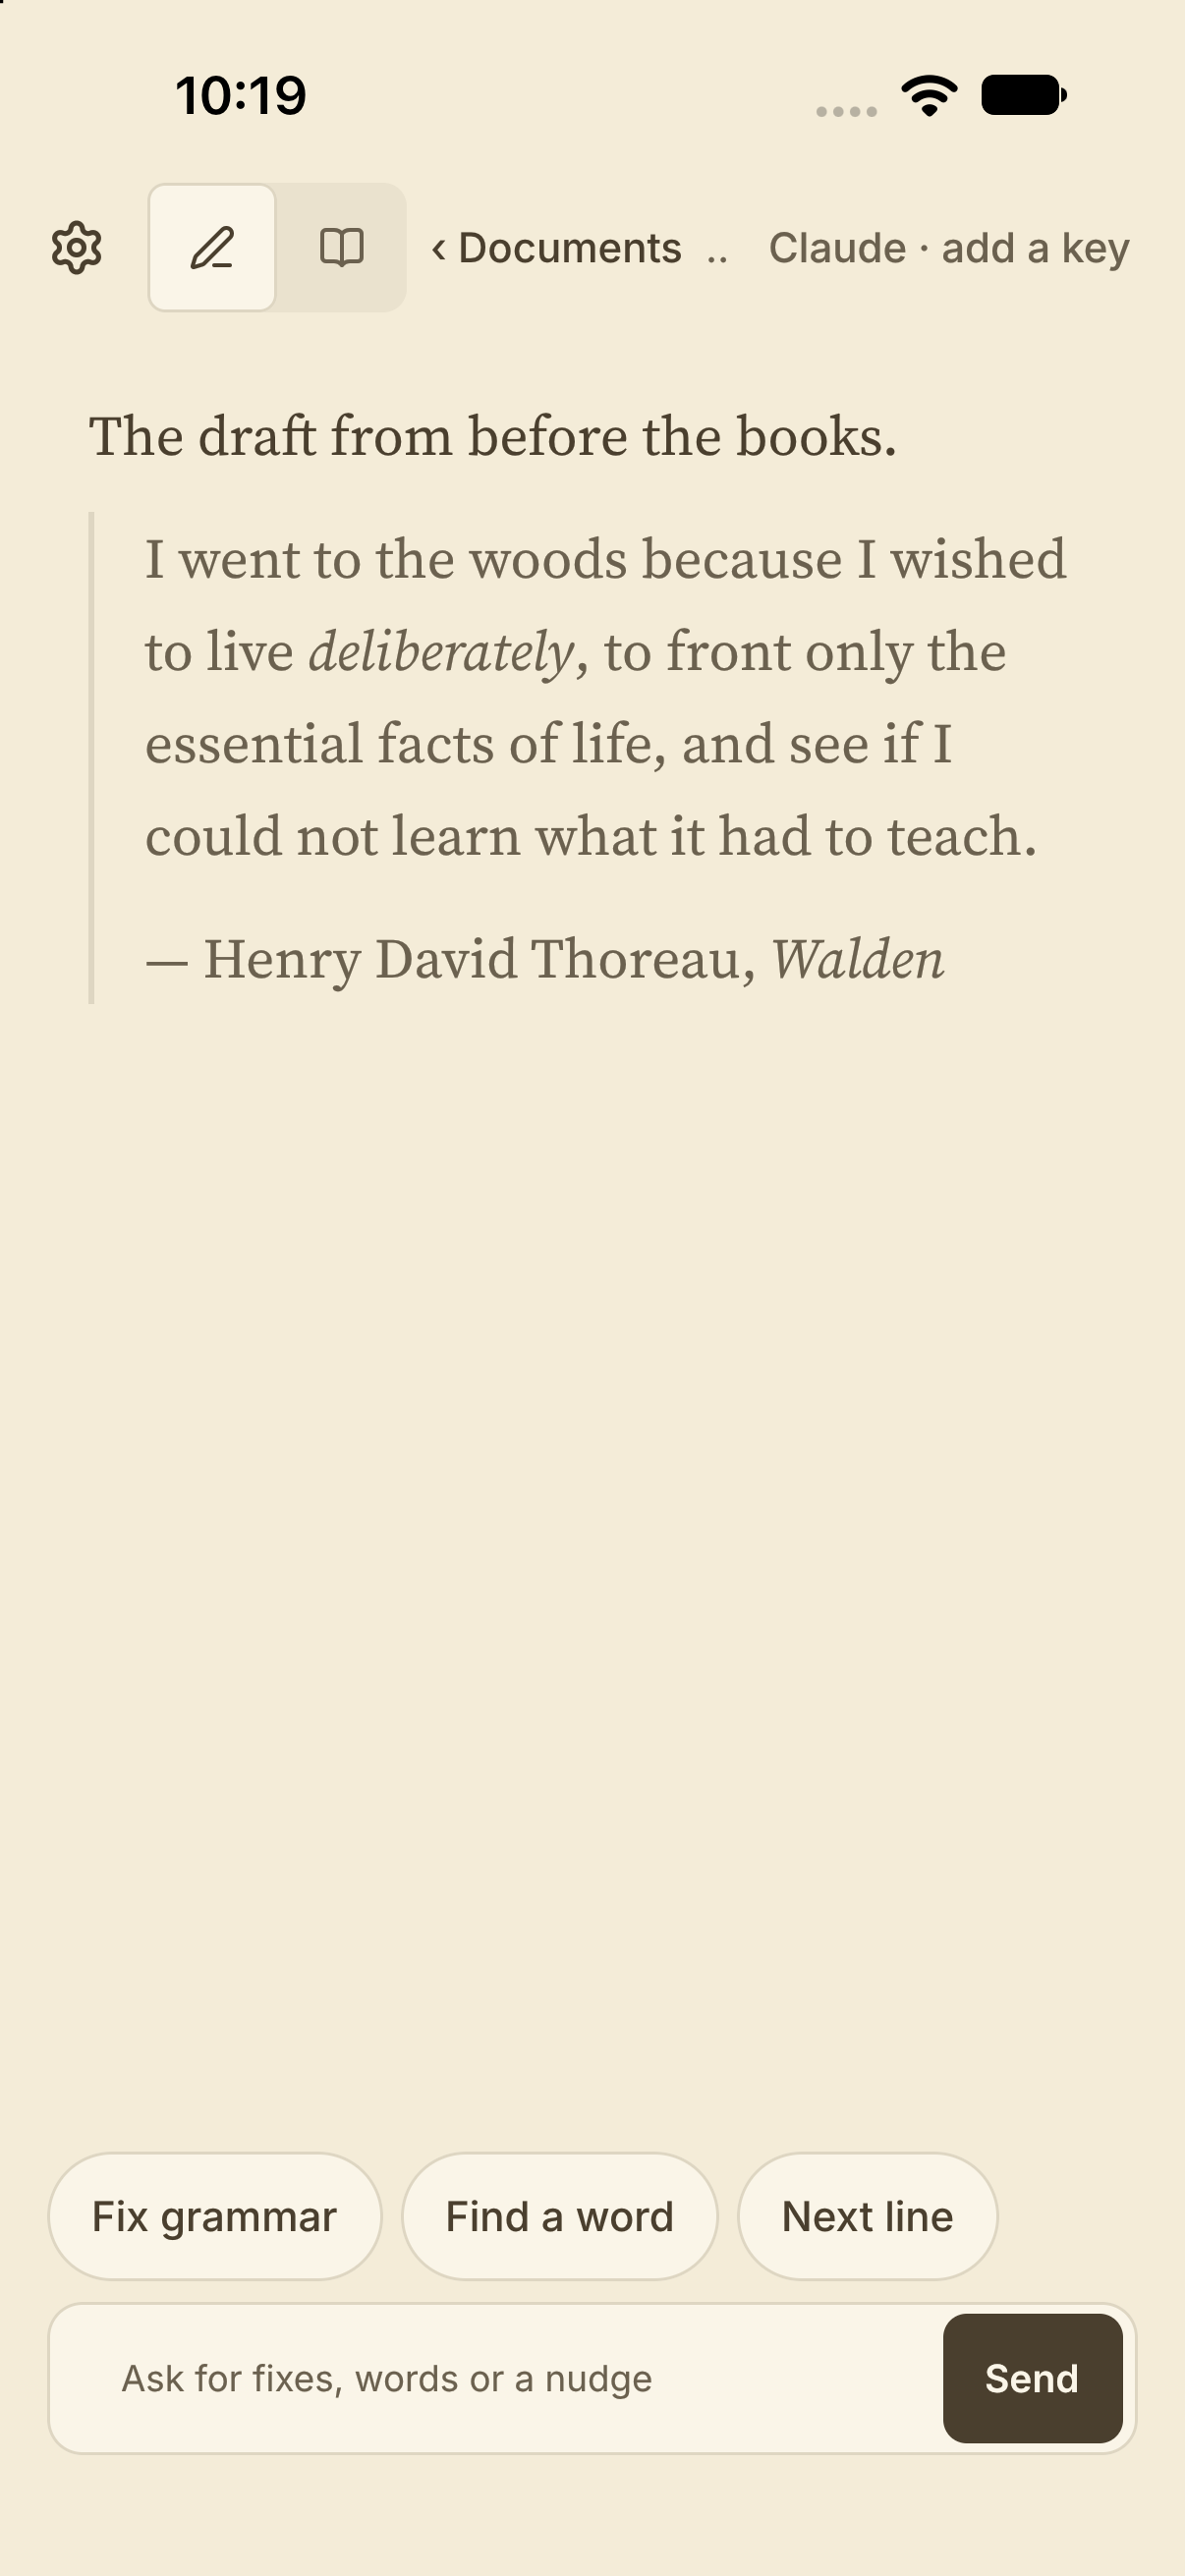 10:19
‹ Documents .. Claude · add a key
The draft from before the books.
I went to the woods because I wished
to live deliberately, to front only the
essential facts of life, and see if I
could not learn what it had to teach.
— Henry David Thoreau, Walden
Fix grammar Find a word Next line
Ask for fixes, words or a nudge Send